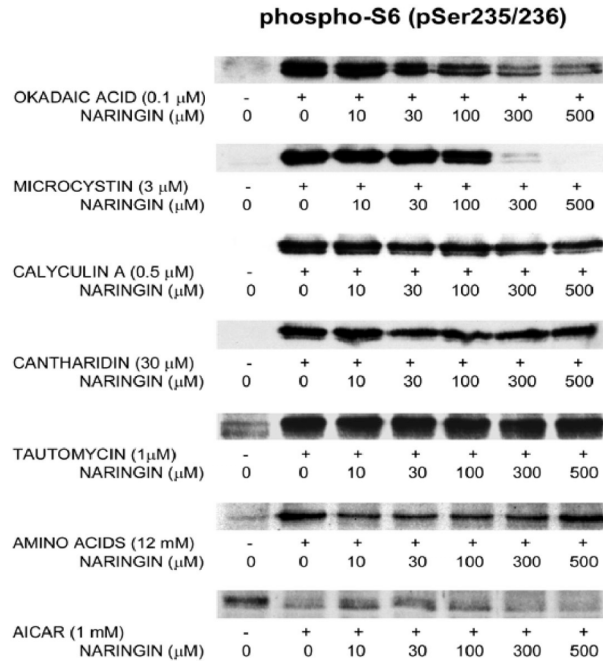 phospho-S6 (pSer235/236)
OKADAIC ACID (0.1 µM) - + + + + + +
NARINGIN (µM) 0 0 10 30 100 300 500
MICROCYSTIN (3 µM) - + + + + + +
NARINGIN (µM) 0 0 10 30 100 300 500
CALYCULIN A (0.5 µM) - + + + + + +
NARINGIN (µM) 0 0 10 30 100 300 500
CANTHARIDIN (30 µM) - + + + + + +
NARINGIN (µM) 0 0 10 30 100 300 500
TAUTOMYCIN (1µM) - + + + + + +
NARINGIN (µM) 0 0 10 30 100 300 500
AMINO ACIDS (12 mM) - + + + + + +
NARINGIN (µM) 0 0 10 30 100 300 500
AICAR (1 mM) - + + + + + +
NARINGIN (µM) 0 0 10 30 100 300 500